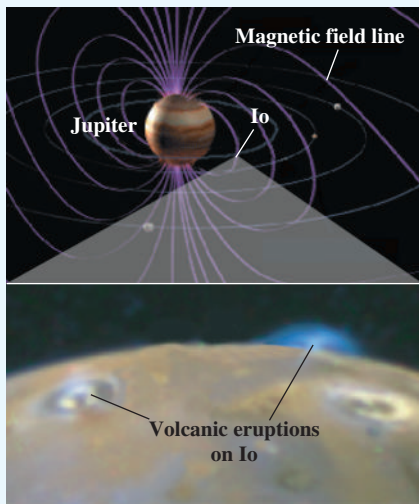 Magnetic field line
Io
Jupiter
Volcanic eruptions
on Io